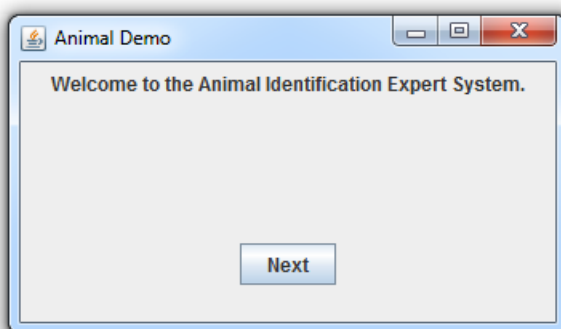 Animal Demo
Welcome to the Animal Identification Expert System.
Next